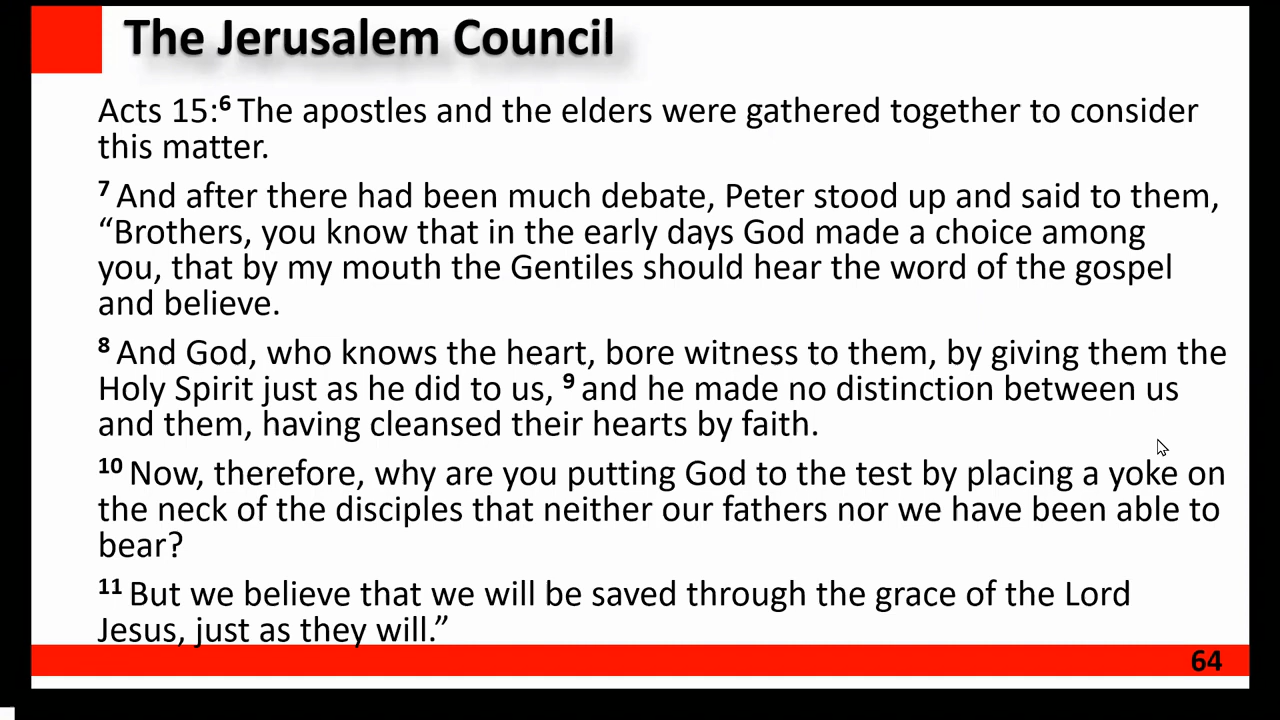 The Jerusalem Council
Acts 15:⁶ The apostles and the elders were gathered together to consider
this matter.
⁷ And after there had been much debate, Peter stood up and said to them,
“Brothers, you know that in the early days God made a choice among
you, that by my mouth the Gentiles should hear the word of the gospel
and believe.
⁸ And God, who knows the heart, bore witness to them, by giving them the
Holy Spirit just as he did to us, ⁹ and he made no distinction between us
and them, having cleansed their hearts by faith.
¹⁰ Now, therefore, why are you putting God to the test by placing a yoke on
the neck of the disciples that neither our fathers nor we have been able to
bear?
¹¹ But we believe that we will be saved through the grace of the Lord
Jesus, just as they will.”
64